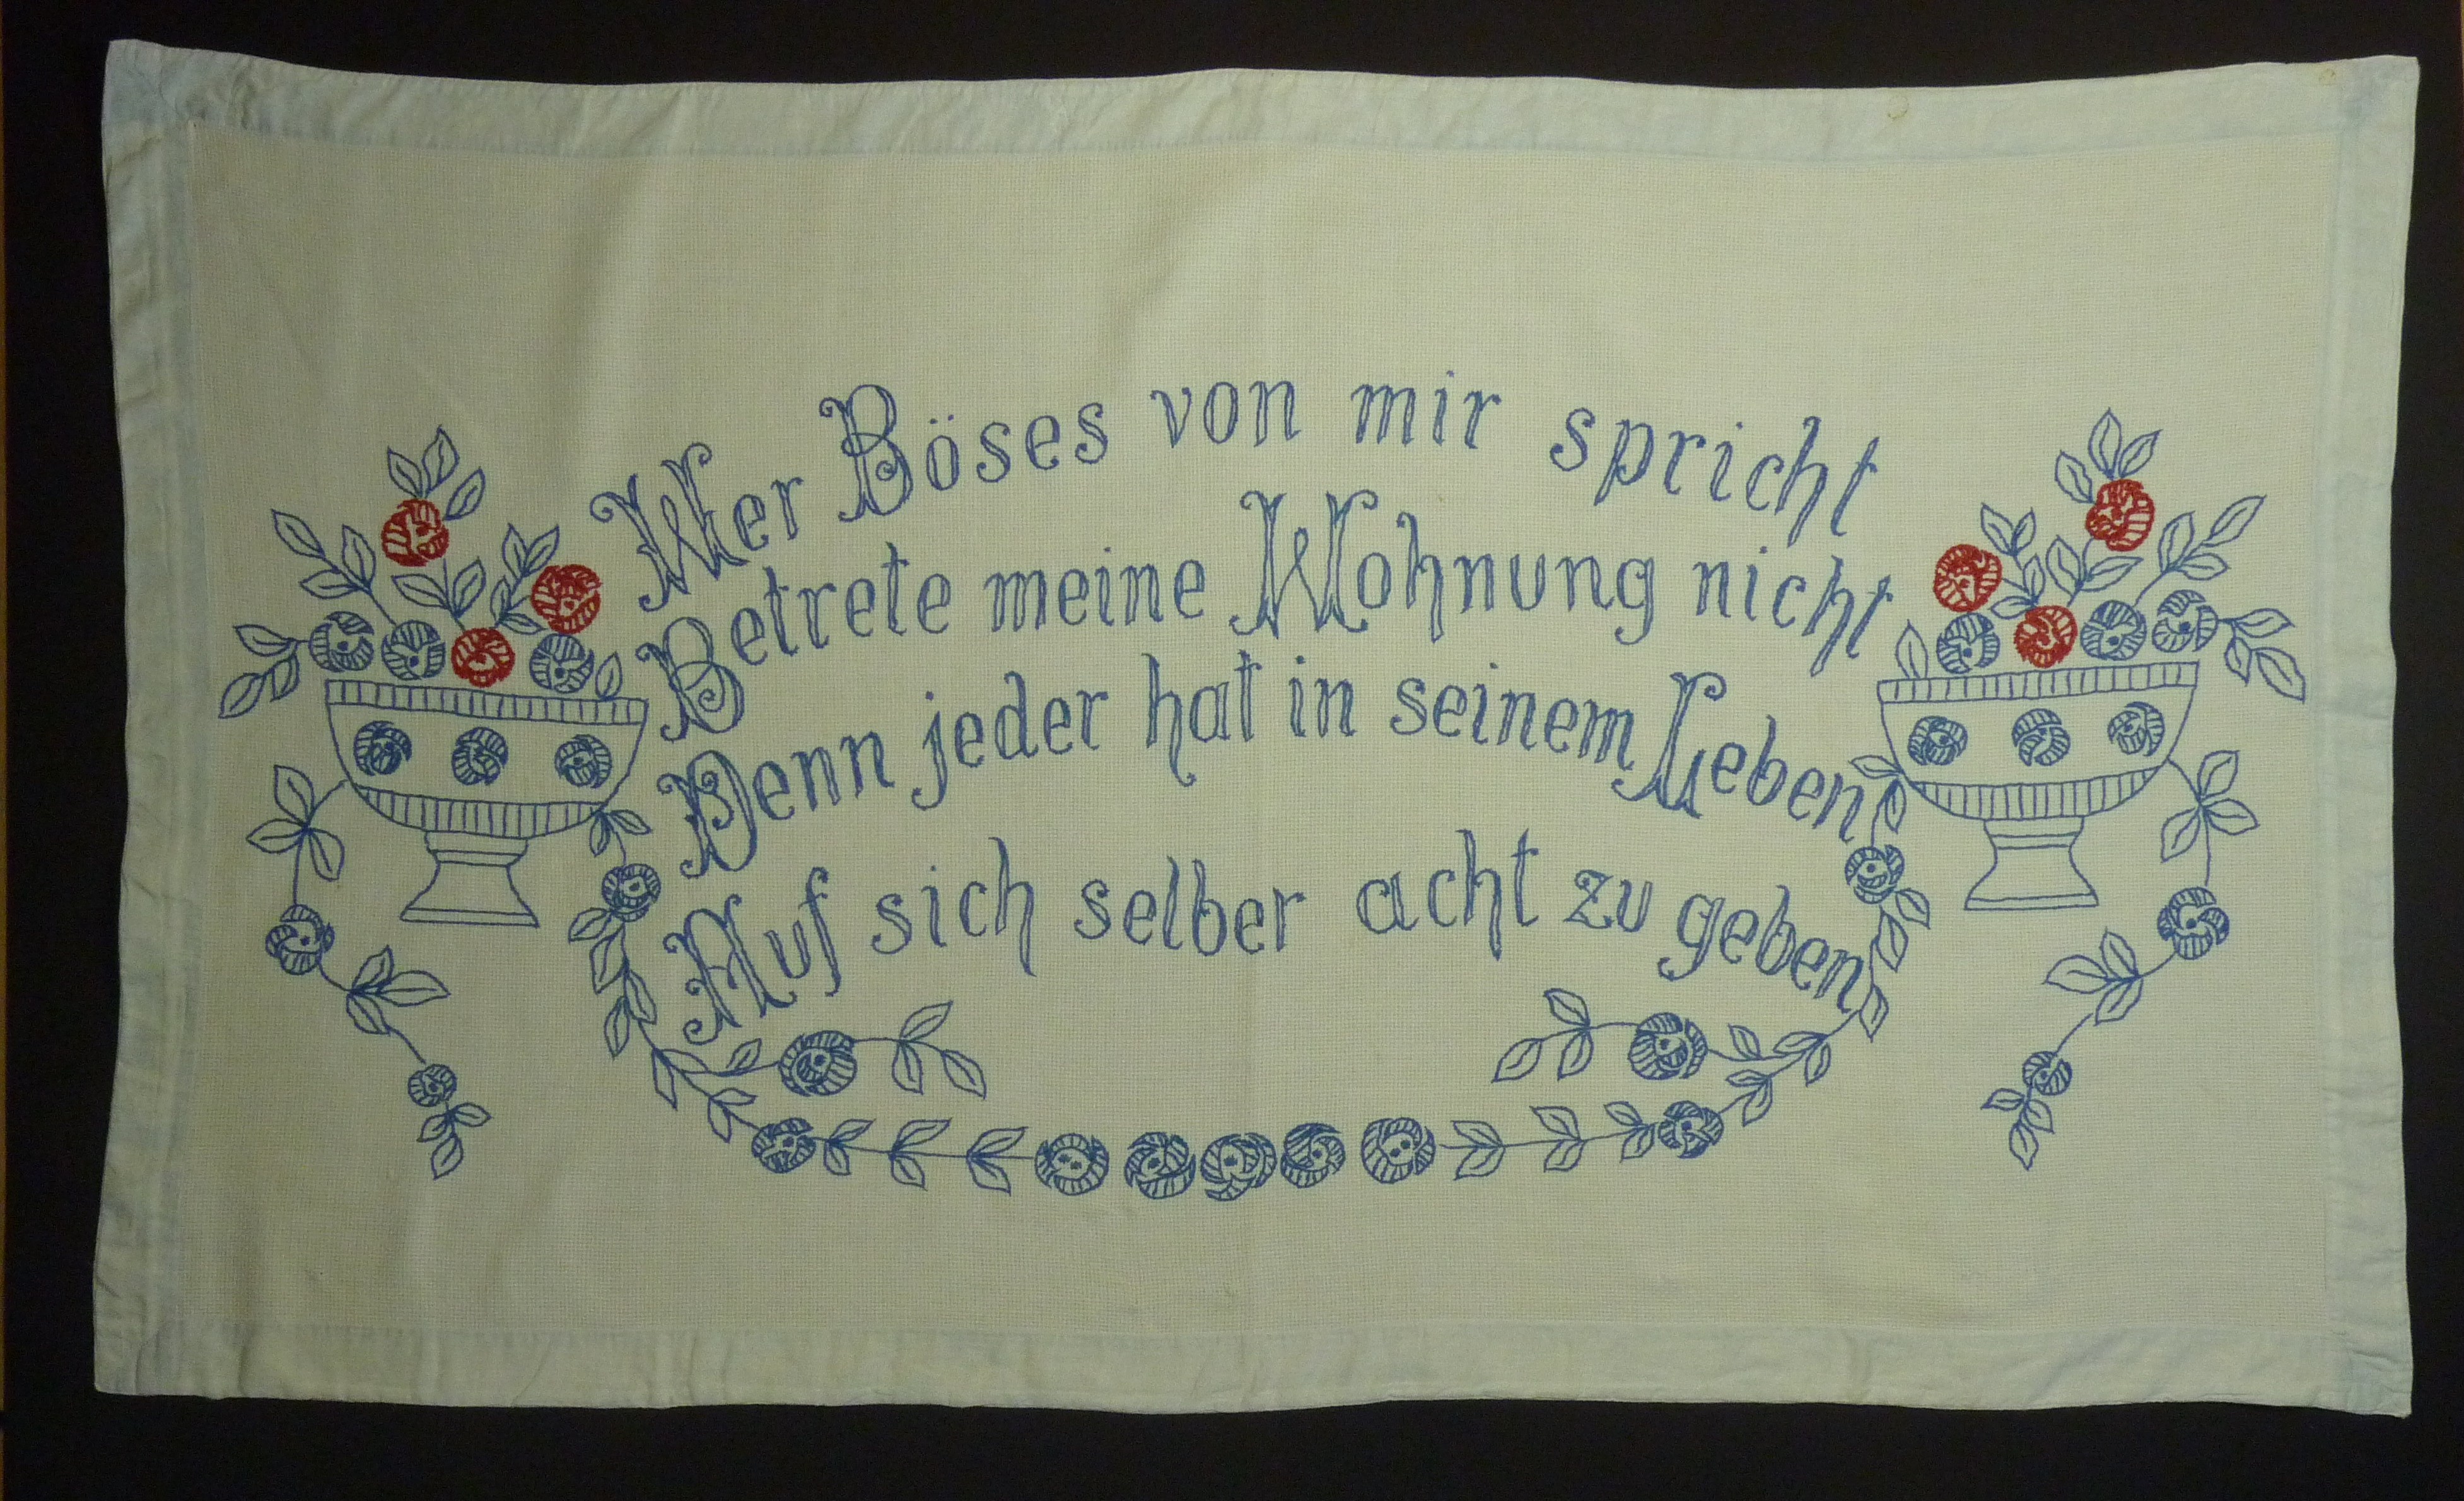 Wer Böses von mir spricht
Betrete meine Wohnung nicht
Denn jeder hat in seinem Leben
Auf sich selber acht zu geben